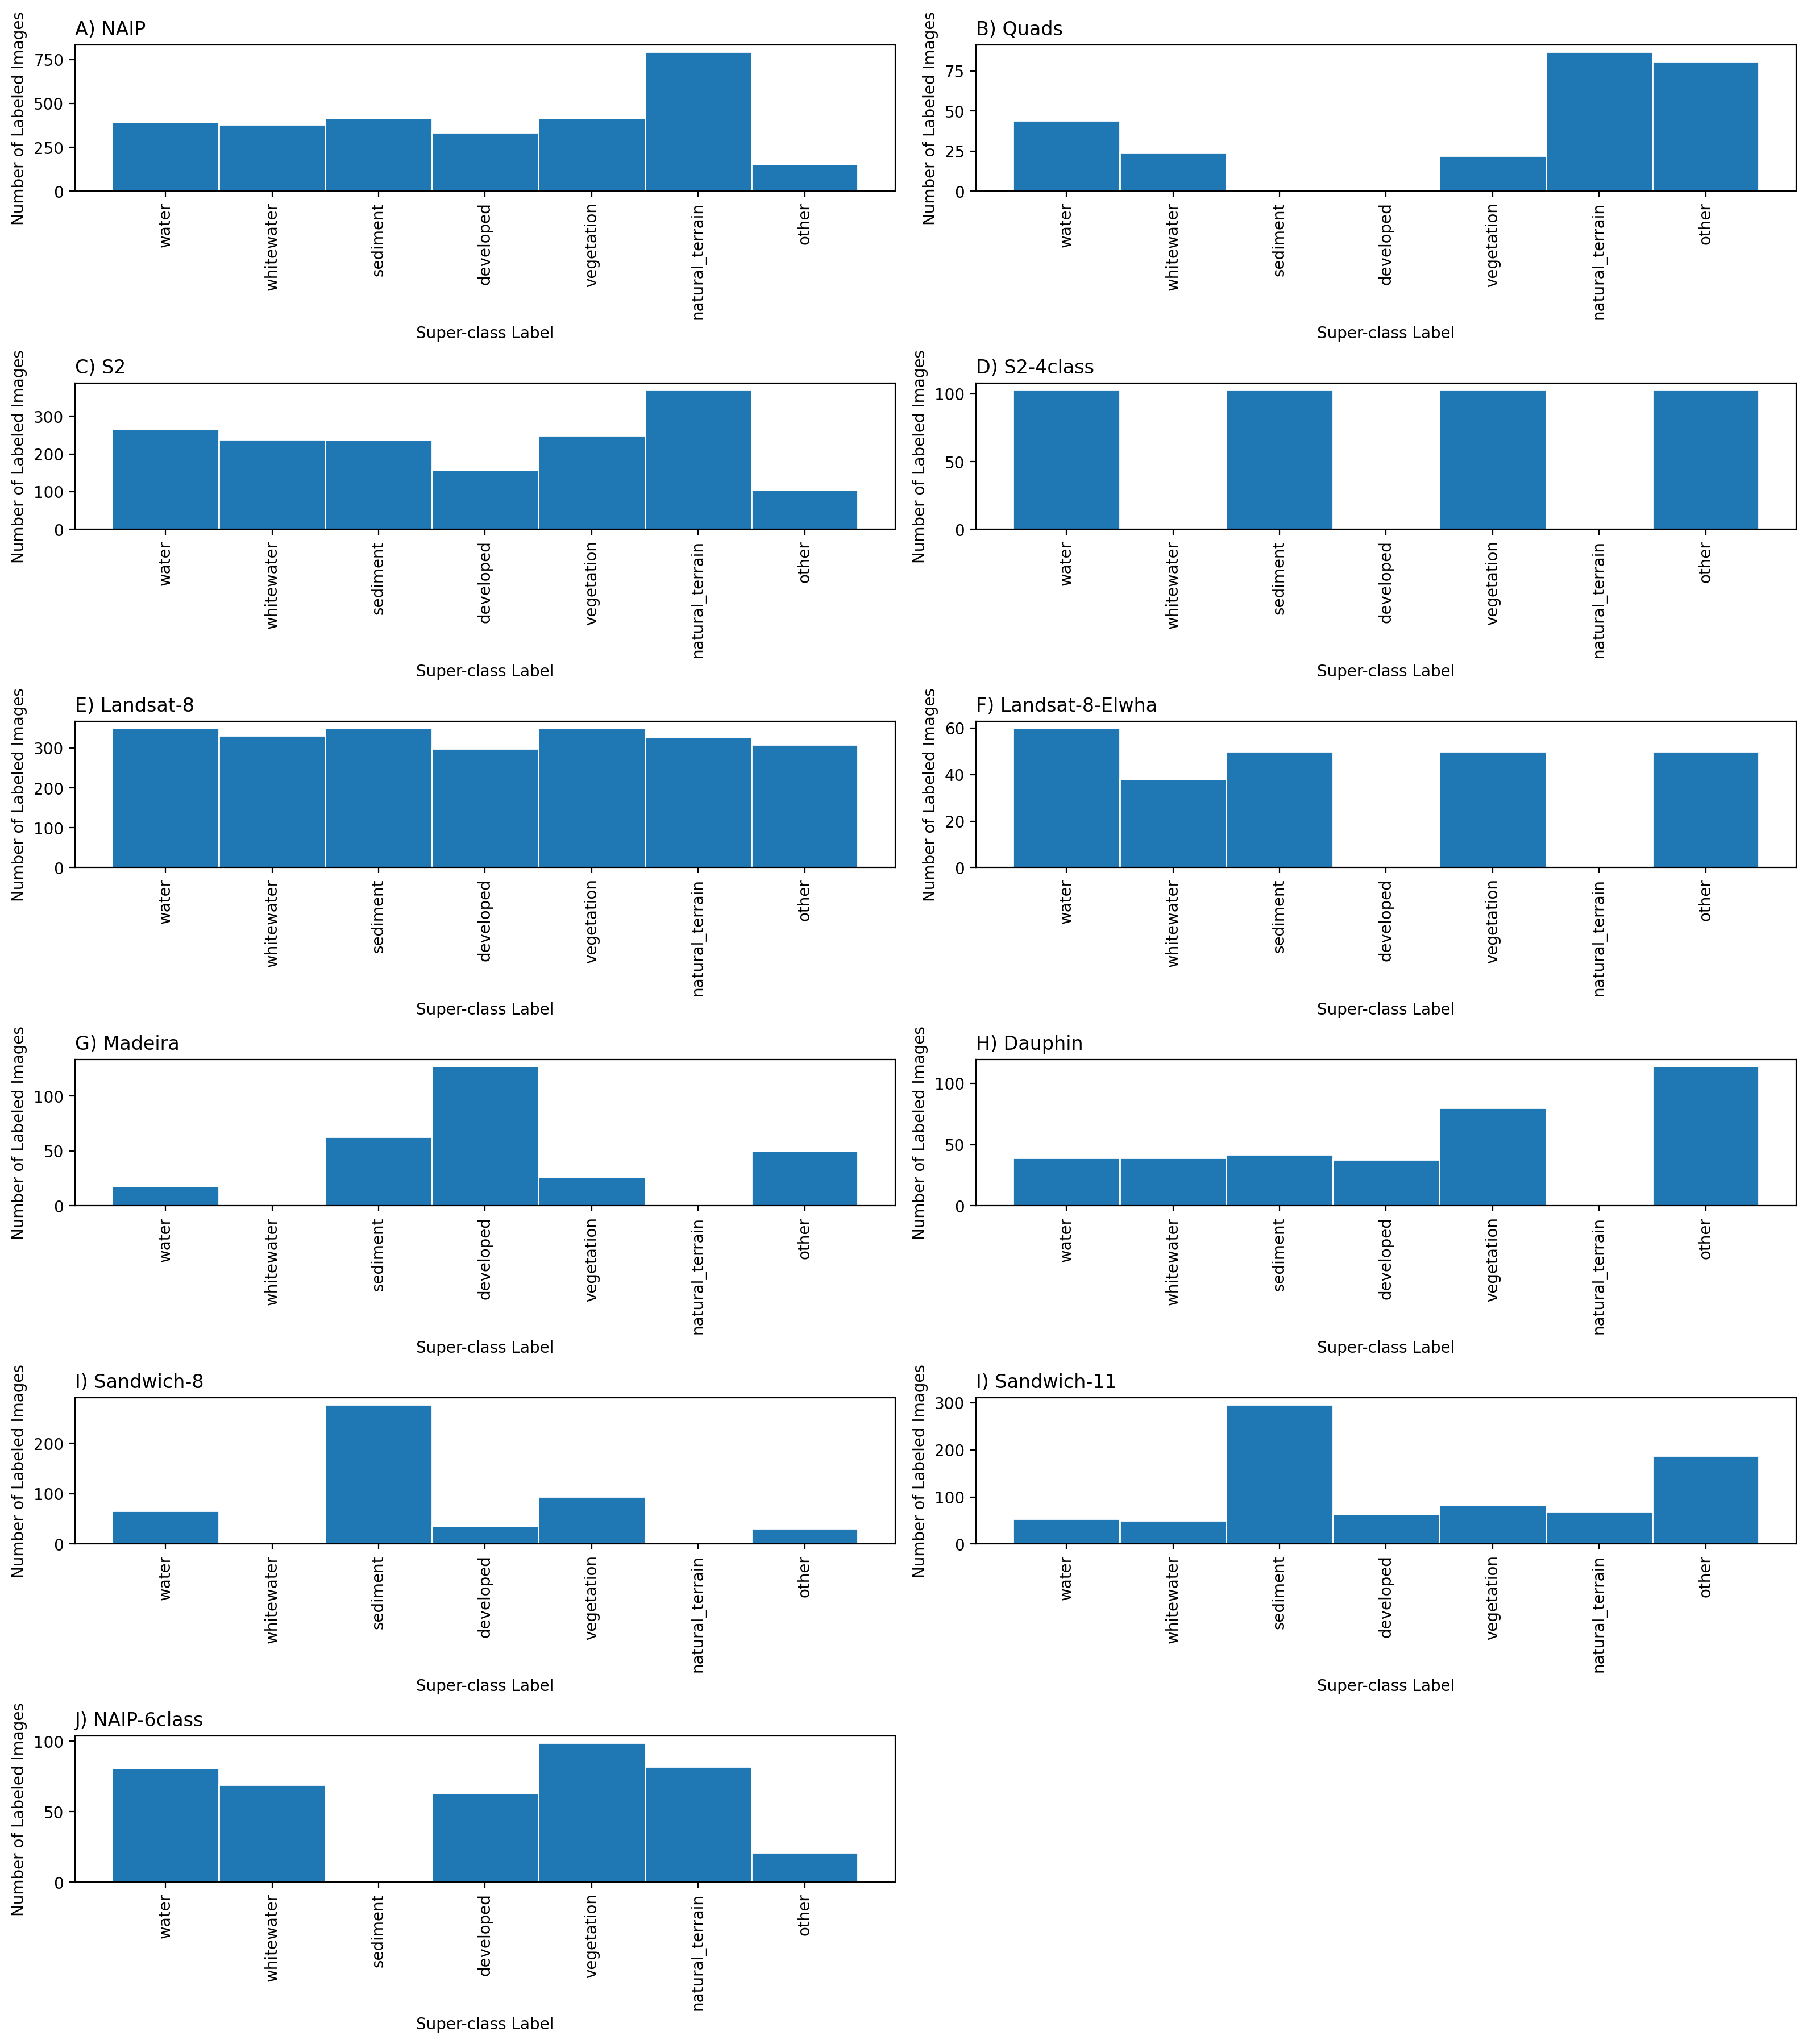 A) NAIP
Number of Labeled Images
750
500
250
0
water
whitewater
sediment
developed
vegetation
natural_terrain
other
Super-class Label
B) Quads
Number of Labeled Images
75
50
25
0
water
whitewater
sediment
developed
vegetation
natural_terrain
other
Super-class Label
C) S2
Number of Labeled Images
300
200
100
0
water
whitewater
sediment
developed
vegetation
natural_terrain
other
Super-class Label
D) S2-4class
Number of Labeled Images
100
50
0
water
whitewater
sediment
developed
vegetation
natural_terrain
other
Super-class Label
E) Landsat-8
Number of Labeled Images
300
200
100
0
water
whitewater
sediment
developed
vegetation
natural_terrain
other
Super-class Label
F) Landsat-8-Elwha
Number of Labeled Images
60
40
20
0
water
whitewater
sediment
developed
vegetation
natural_terrain
other
Super-class Label
G) Madeira
Number of Labeled Images
100
50
0
water
whitewater
sediment
developed
vegetation
natural_terrain
other
Super-class Label
H) Dauphin
Number of Labeled Images
100
50
0
water
whitewater
sediment
developed
vegetation
natural_terrain
other
Super-class Label
I) Sandwich-8
Number of Labeled Images
200
100
0
water
whitewater
sediment
developed
vegetation
natural_terrain
other
Super-class Label
I) Sandwich-11
Number of Labeled Images
300
200
100
0
water
whitewater
sediment
developed
vegetation
natural_terrain
other
Super-class Label
J) NAIP-6class
Number of Labeled Images
100
50
0
water
whitewater
sediment
developed
vegetation
natural_terrain
other
Super-class Label